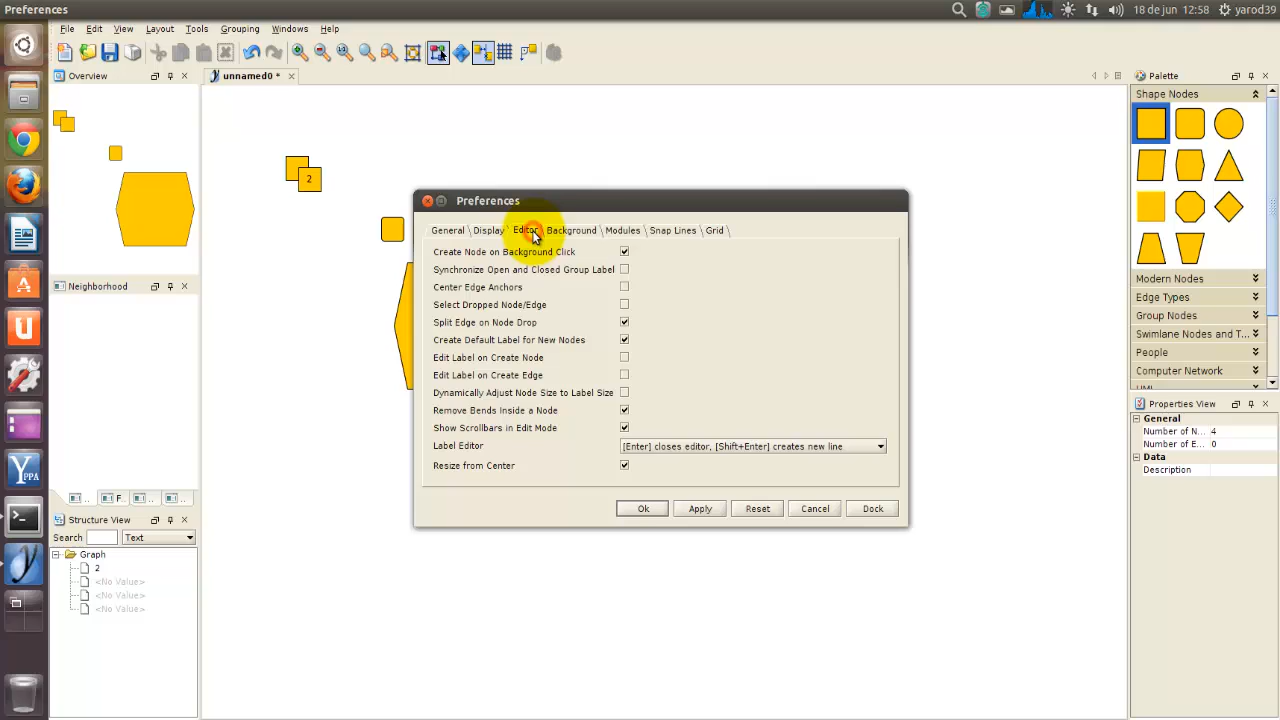 Preferences
18 de jun 12:58
yarod39
File Edit View Layout Tools Grouping Windows Help
Overview
unnamed0 *
Palette
Shape Nodes
2
Preferences
General Display Editor Background Modules Snap Lines Grid
Create Node on Background Click
Synchronize Open and Closed Group Label
Center Edge Anchors
Select Dropped Node/Edge
Split Edge on Node Drop
Create Default Label for New Nodes
Edit Label on Create Node
Edit Label on Create Edge
Dynamically Adjust Node Size to Label Size
Remove Bends Inside a Node
Show Scrollbars in Edit Mode
Label Editor [Enter] closes editor, [Shift+Enter] creates new line
Resize from Center
Ok Apply Reset Cancel Dock
Modern Nodes
Edge Types
Group Nodes
Swimlane Nodes and T...
People
Computer Network
Neighborhood
.. F.. .. ..
Structure View
Search Text
Graph
2
<No Value>
<No Value>
<No Value>
Properties View
General
Number of N... 4
Number of E... 0
Data
Description
YPPA